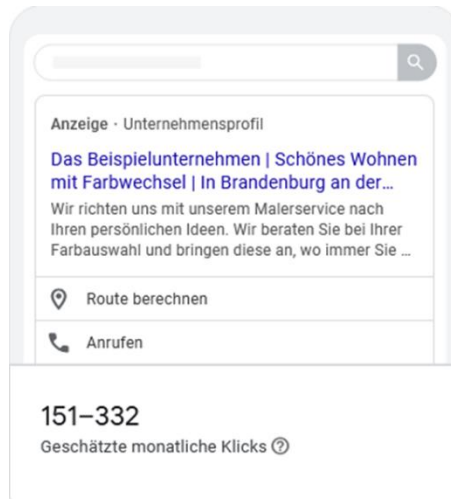 Anzeige · Unternehmensprofil
Das Beispielunternehmen | Schönes Wohnen
mit Farbwechsel | In Brandenburg an der...
Wir richten uns mit unserem Malerservice nach
Ihren persönlichen Ideen. Wir beraten Sie bei Ihrer
Farbauswahl und bringen diese an, wo immer Sie ...
Route berechnen
Anrufen
151–332
Geschätzte monatliche Klicks